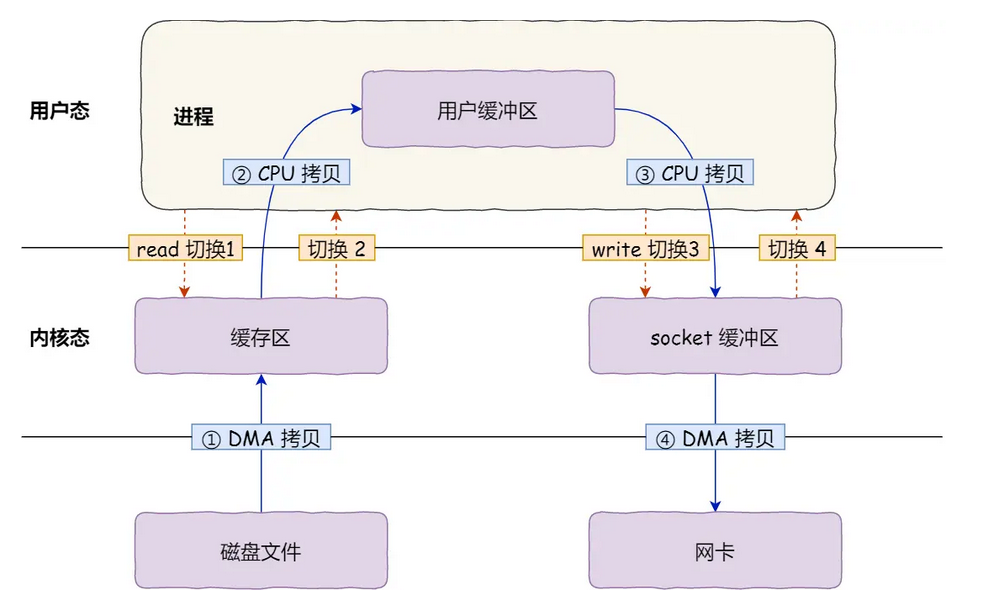 用户态
进程
用户缓冲区
② CPU 拷贝
③ CPU 拷贝
read 切换1
切换 2
write 切换3
切换 4
内核态
缓存区
socket 缓冲区
① DMA 拷贝
④ DMA 拷贝
磁盘文件
网卡